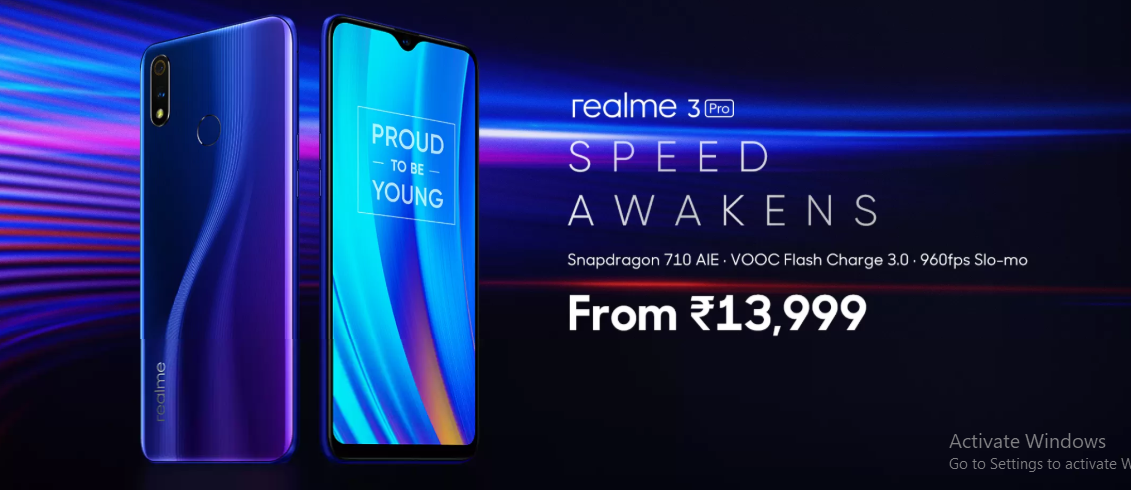 realme
PROUD
TO BE
YOUNG
realme 3 Pro
SPEED
AWAKENS
Snapdragon 710 AIE · VOOC Flash Charge 3.0 · 960fps Slo-mo
From ₹13,999
Activate Windows
Go to Settings to activate W